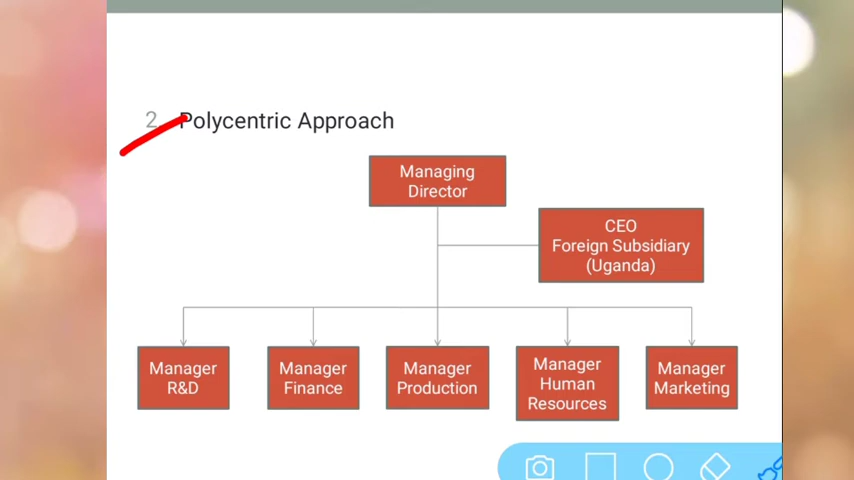 2. Polycentric Approach
Managing
Director
CEO
Foreign Subsidiary
(Uganda)
Manager
R&D
Manager
Finance
Manager
Production
Manager
Human
Resources
Manager
Marketing